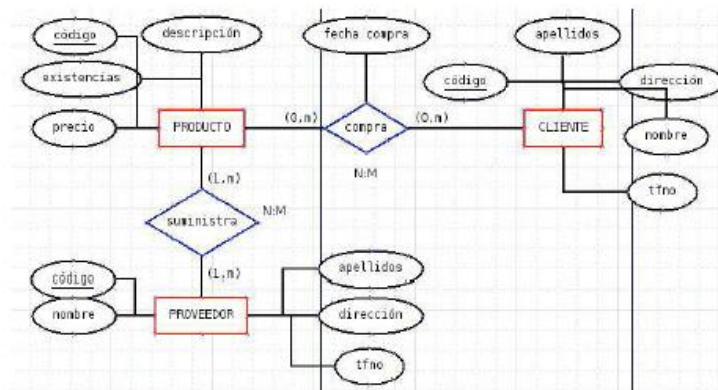 código
descripción
fecha compra
apellidos
existencias
código
dirección
precio
PRODUCTO
(0,n)
compra
(0,m)
CLIENTE
nombre
N:M
(1,m)
tfno
suministra
N:M
(1,n)
código
apellidos
nombre
PROVEEDOR
dirección
tfno